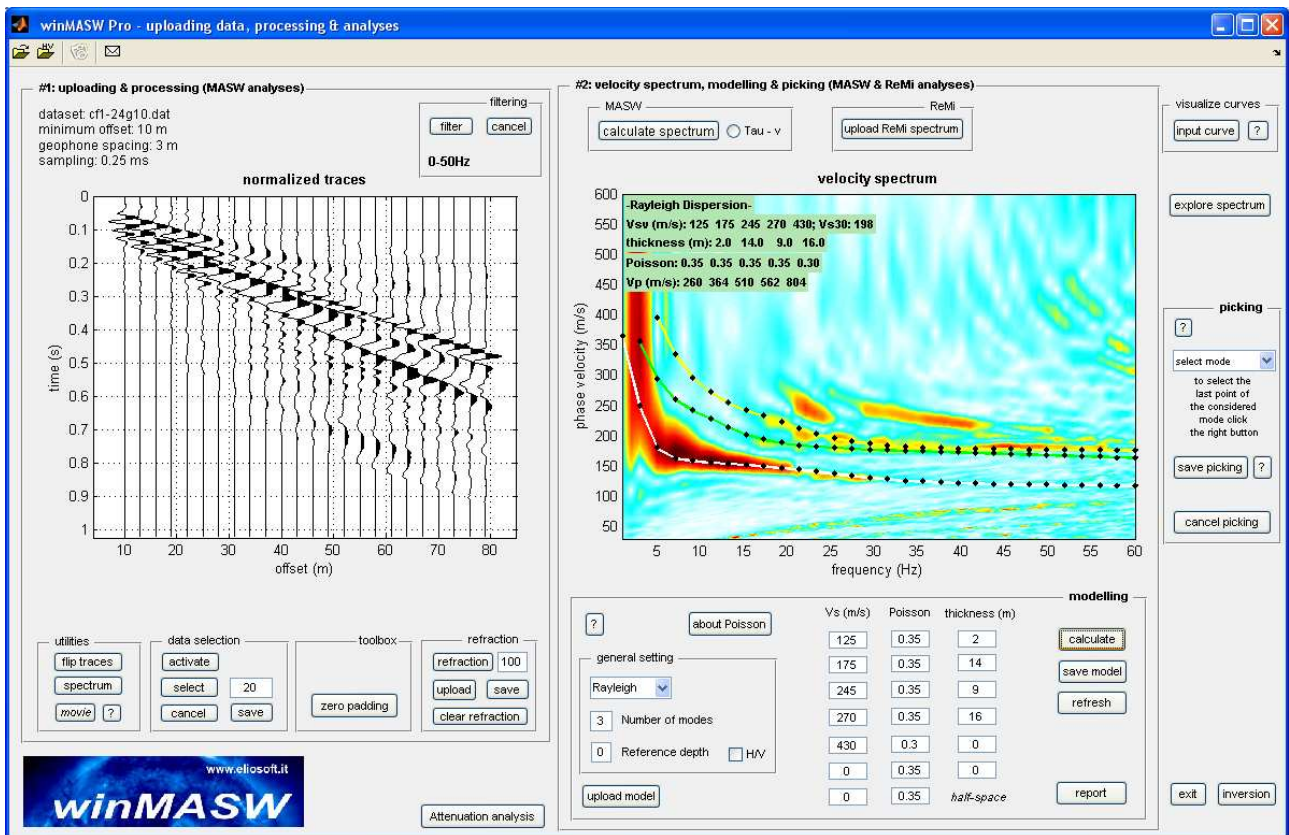 winMASW Pro - uploading data, processing & analyses
HV
#1: uploading & processing (MASW analyses)
dataset: cf1-24g10.dat
minimum offset: 10 m
geophone spacing: 3 m
sampling: 0.25 ms
filtering
filter cancel
0-50Hz
normalized traces
0
0.1
0.2
0.3
0.4
0.5
0.6
0.7
0.8
0.9
1
time (s)
10 20 30 40 50 60 70 80
offset (m)
utilities
flip traces
spectrum
movie ?
data selection
activate
select 20
cancel save
toolbox
zero padding
refraction
refraction 100
upload save
clear refraction
www.eliosoft.it
winMASW
Attenuation analysis
#2: velocity spectrum, modelling & picking (MASW & ReMi analyses)
MASW
calculate spectrum Tau - v
ReMi
upload ReMi spectrum
velocity spectrum
-Rayleigh Dispersion-
Vsv (m/s): 125 175 245 270 430; Vs30: 198
thickness (m): 2.0 14.0 9.0 16.0
Poisson: 0.35 0.35 0.35 0.35 0.30
Vp (m/s): 260 364 510 562 804
600
550
500
450
400
350
300
250
200
150
100
50
phase velocity (m/s)
5 10 15 20 25 30 35 40 45 50 55 60
frequency (Hz)
modelling
? about Poisson
general setting
Rayleigh
3 Number of modes
0 Reference depth H/V
upload model
Vs (m/s) Poisson thickness (m)
125 0.35 2
175 0.35 14
245 0.35 9
270 0.35 16
430 0.3 0
0 0.35 0
0 0.35 half-space
calculate
save model
refresh
report
visualize curves
input curve ?
explore spectrum
picking
?
select mode
to select the
last point of
the considered
mode click
the right button
save picking ?
cancel picking
exit inversion